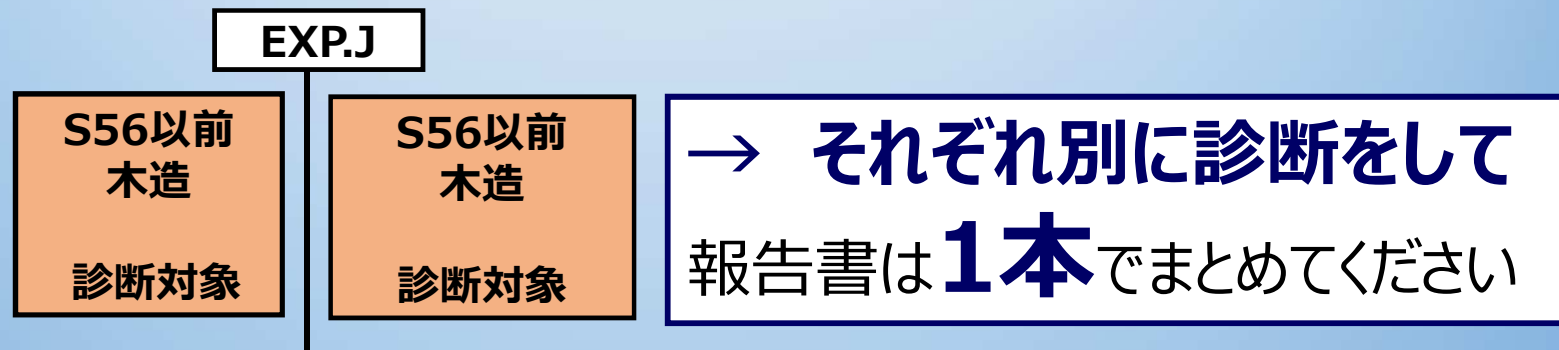 EXP.J
S56以前
木造
診断対象
S56以前
木造
診断対象
→ それぞれ別に診断をして
報告書は1本でまとめてください